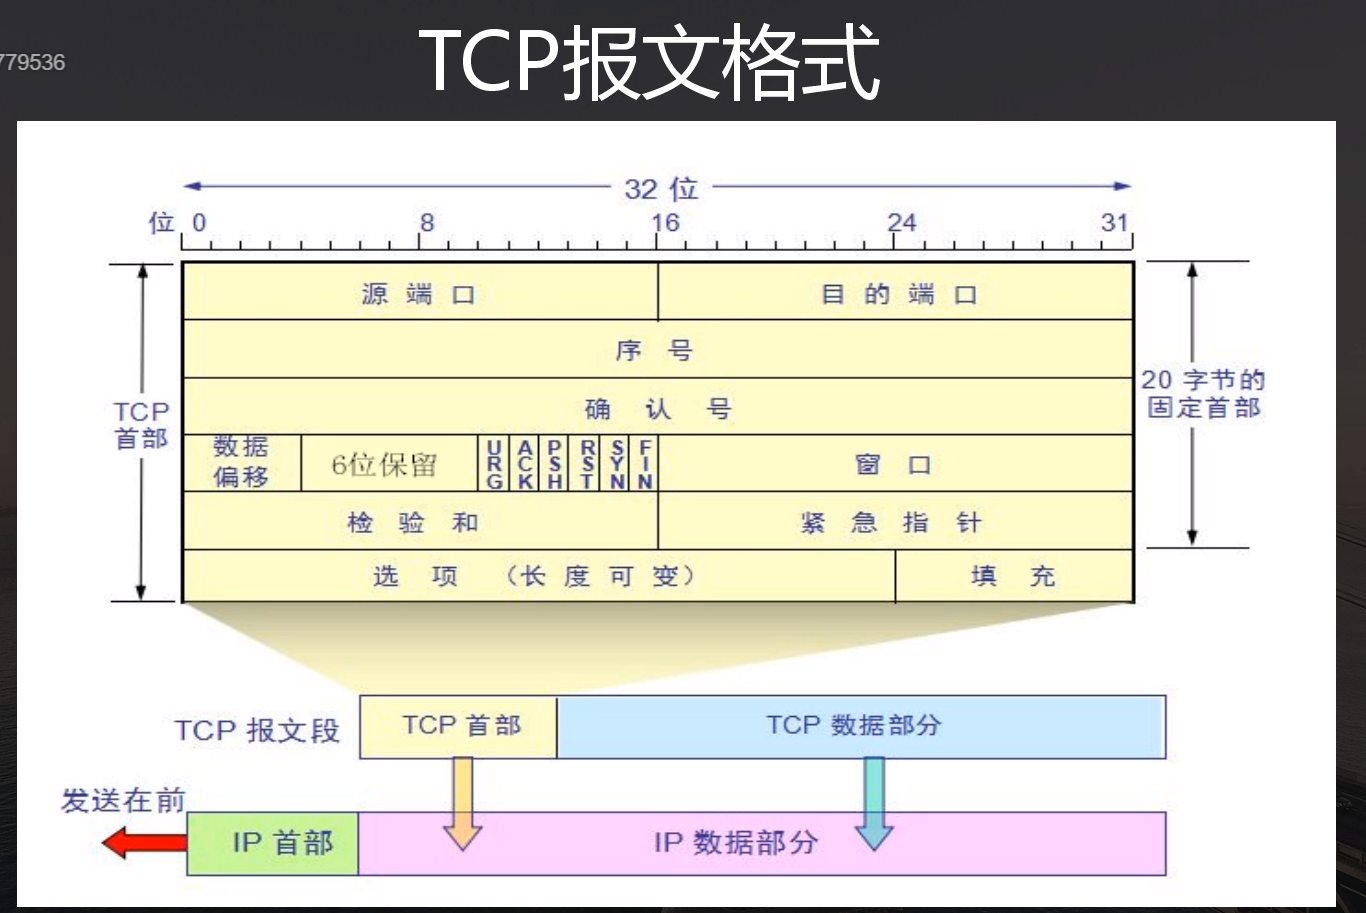 TCP报文格式
779536
32 位
位 0 8 16 24 31
源端口 目的端口
序号
确认号
20 字节的
固定首部
TCP
首部
数据
偏移
6位保留
URG ACK PSH RST SYN FIN
窗口
检验和 紧急指针
选项 （长度可变） 填充
TCP 报文段 TCP 首部 TCP 数据部分
发送在前
IP 首部 IP 数据部分